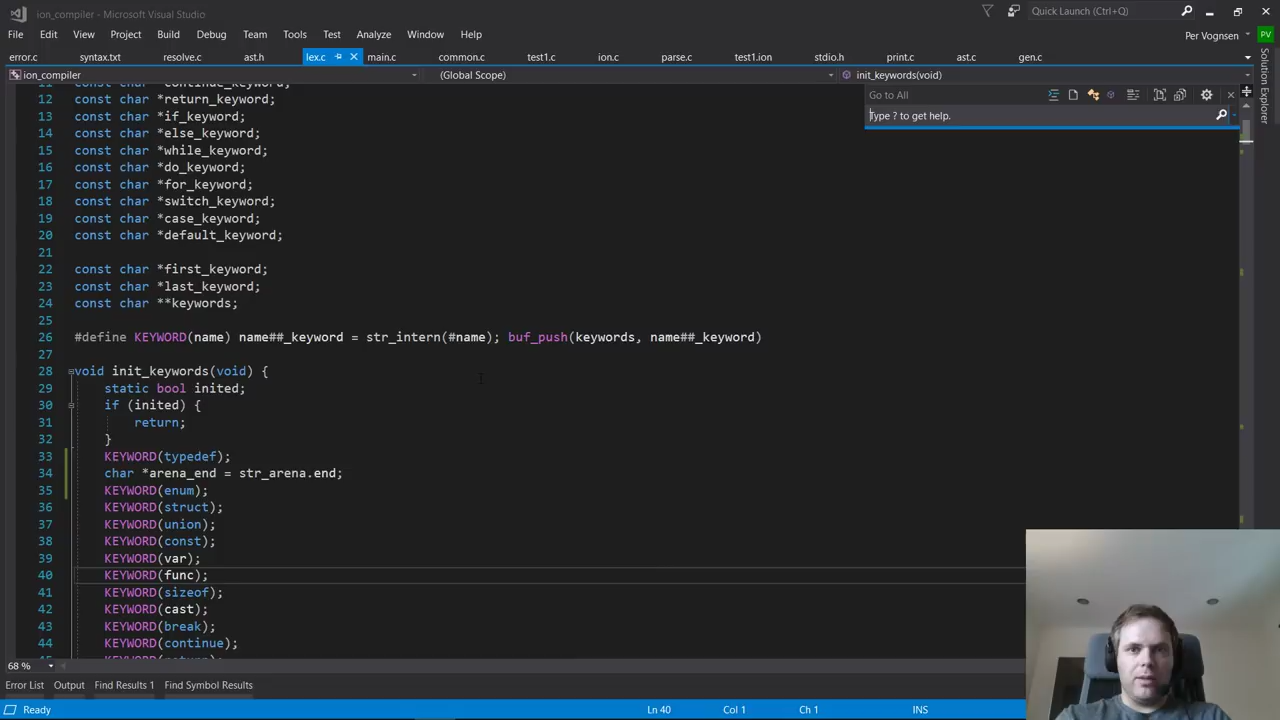 ion_compiler - Microsoft Visual Studio
Quick Launch (Ctrl+Q)
File Edit View Project Build Debug Team Tools Test Analyze Window Help
Per Vognsen
PV
error.c syntax.txt resolve.c ast.h lex.c main.c common.c test1.c ion.c parse.c test1.ion stdio.h print.c ast.c gen.c
ion_compiler (Global Scope) init_keywords(void)
Solution Explorer
Go to All
Type ? to get help.
12 const char *return_keyword;
13 const char *if_keyword;
14 const char *else_keyword;
15 const char *while_keyword;
16 const char *do_keyword;
17 const char *for_keyword;
18 const char *switch_keyword;
19 const char *case_keyword;
20 const char *default_keyword;
21
22 const char *first_keyword;
23 const char *last_keyword;
24 const char **keywords;
25
26 #define KEYWORD(name) name##_keyword = str_intern(#name); buf_push(keywords, name##_keyword)
27
28 void init_keywords(void) {
29 static bool inited;
30 if (inited) {
31 return;
32 }
33 KEYWORD(typedef);
34 char *arena_end = str_arena.end;
35 KEYWORD(enum);
36 KEYWORD(struct);
37 KEYWORD(union);
38 KEYWORD(const);
39 KEYWORD(var);
40 KEYWORD(func);
41 KEYWORD(sizeof);
42 KEYWORD(cast);
43 KEYWORD(break);
44 KEYWORD(continue);
68 %
Error List Output Find Results 1 Find Symbol Results
Ready Ln 40 Col 1 Ch 1 INS